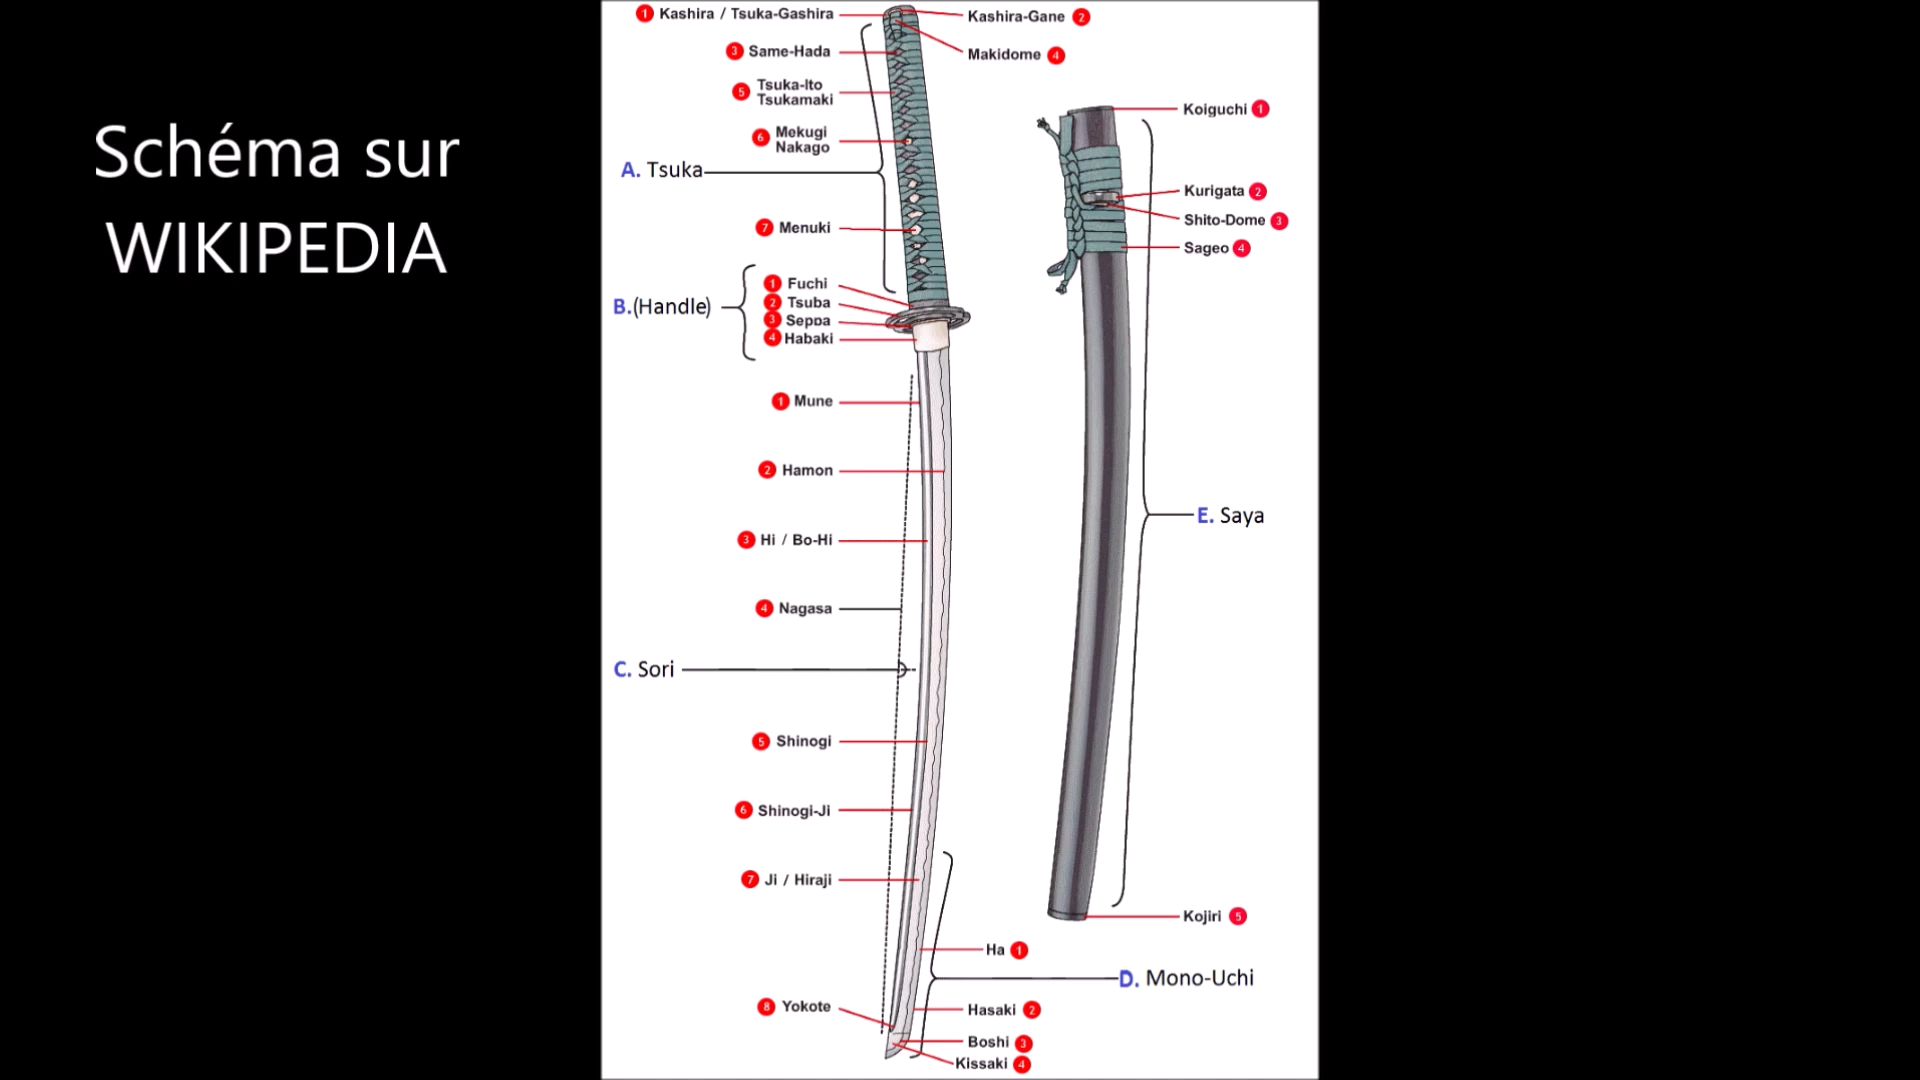 Schéma sur
WIKIPEDIA
1 Kashira / Tsuka-Gashira
Kashira-Gane 2
3 Same-Hada
Makidome 4
5 Tsuka-Ito
Tsukamaki
6 Mekugi
Nakago
A. Tsuka
7 Menuki
B.(Handle)
1 Fuchi
2 Tsuba
3 Seppa
4 Habaki
1 Mune
2 Hamon
3 Hi / Bo-Hi
4 Nagasa
C. Sori
5 Shinogi
6 Shinogi-Ji
7 Ji / Hiraji
8 Yokote
Ha 1
D. Mono-Uchi
Hasaki 2
Boshi 3
Kissaki 4
Koiguchi 1
Kurigata 2
Shito-Dome 3
Sageo 4
E. Saya
Kojiri 5